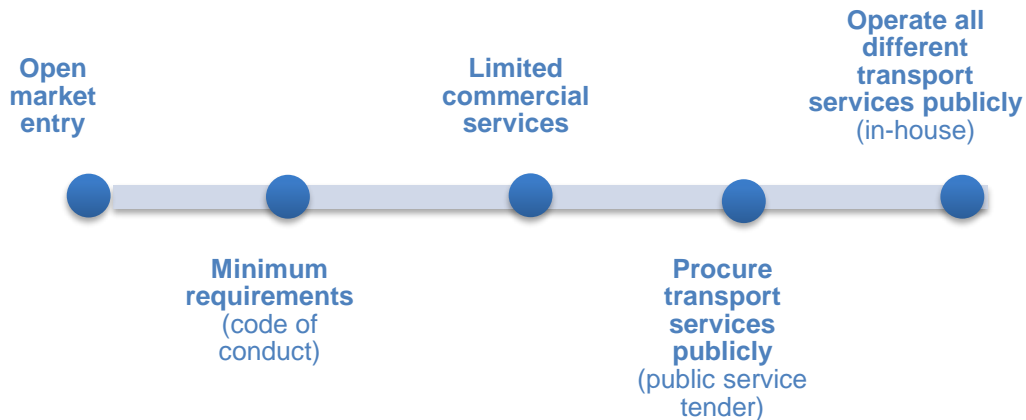 Open
market
entry
Minimum
requirements
(code of
conduct)
Limited
commercial
services
Procure
transport
services
publicly
(public service
tender)
Operate all
different
transport
services publicly
(in-house)